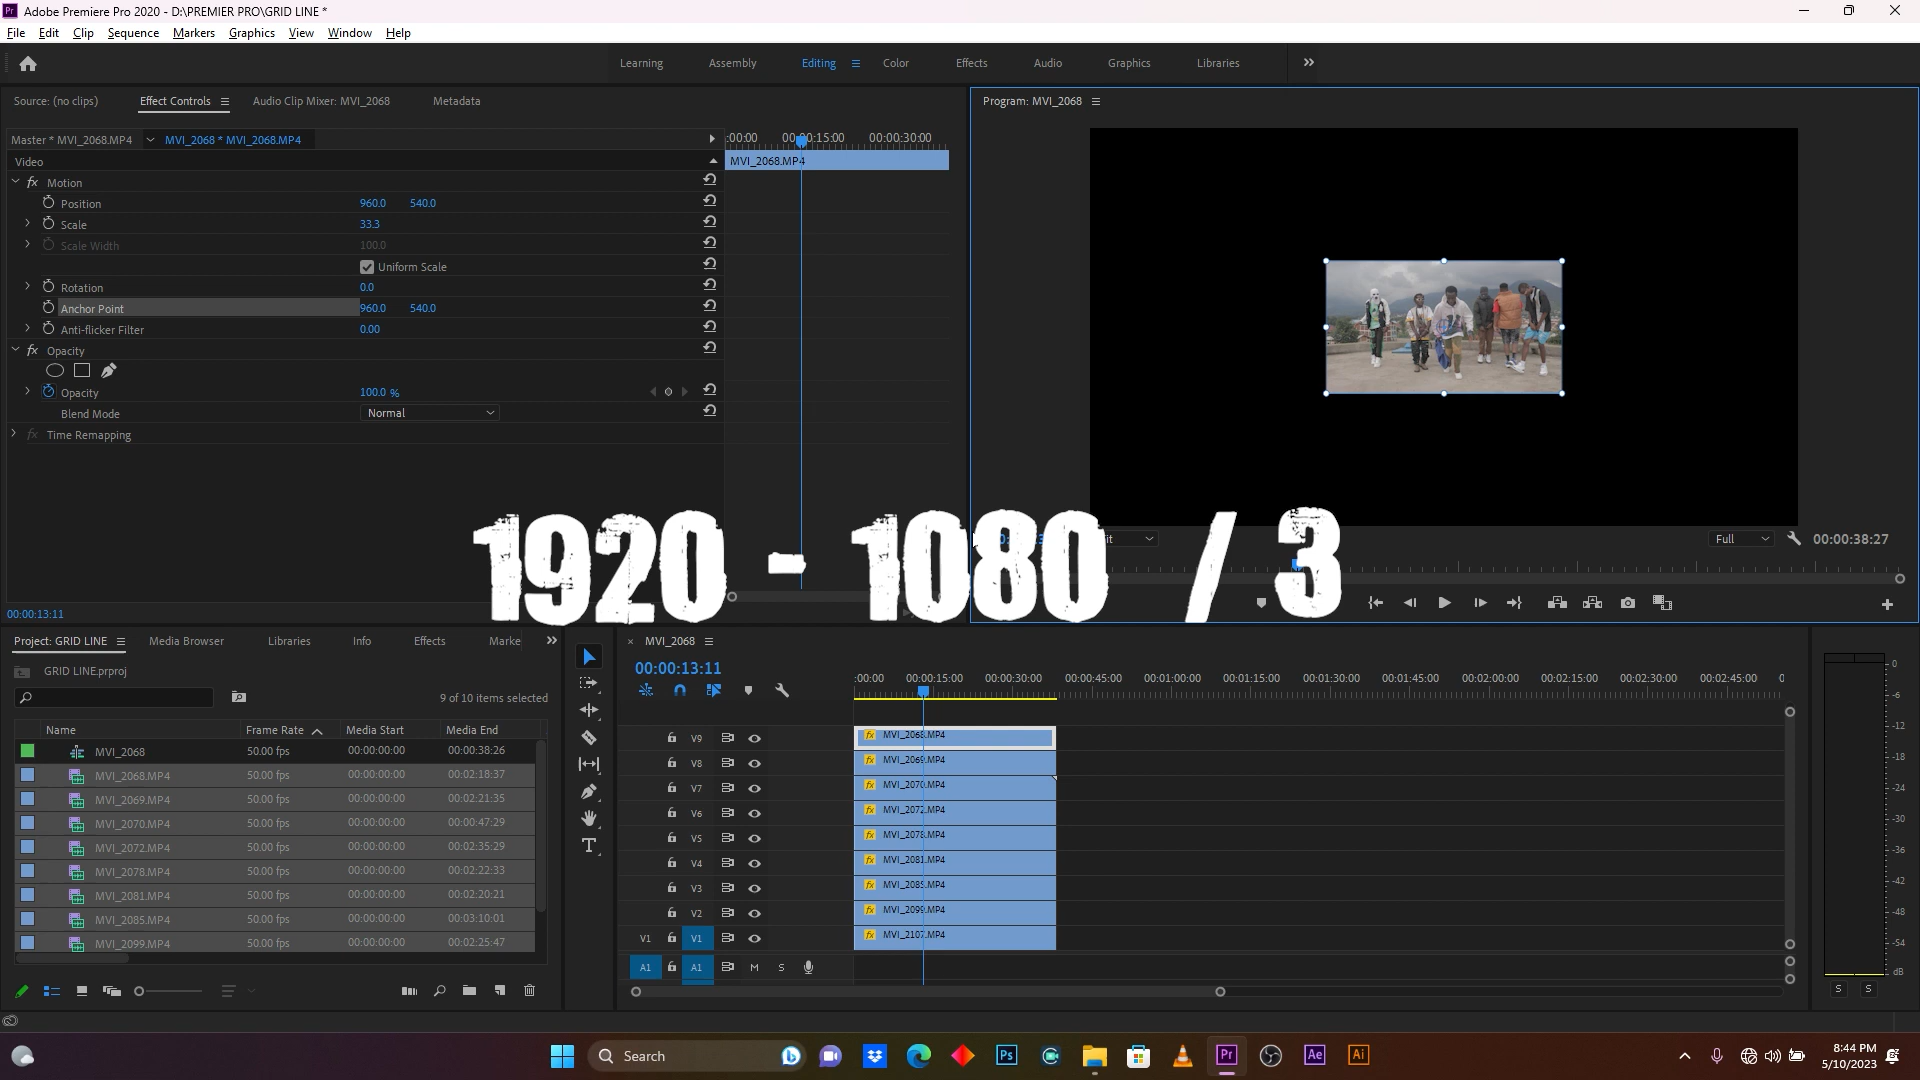 Adobe Premiere Pro 2020 - D:\PREMIER PRO\GRID LINE *
File Edit Clip Sequence Markers Graphics View Window Help
Learning Assembly Editing Color Effects Audio Graphics Libraries
Source: (no clips) Effect Controls Audio Clip Mixer: MVI_2068 Metadata
Program: MVI_2068
Master * MVI_2068.MP4 MVI_2068 * MVI_2068.MP4
:00:00 00:00:15:00 00:00:30:00
Video
MVI_2068.MP4
Motion
Position 960.0 540.0
Scale 33.3
Scale Width 100.0
Uniform Scale
Rotation 0.0
Anchor Point 960.0 540.0
Anti-flicker Filter 0.00
Opacity
Opacity 100.0 %
Blend Mode Normal
Time Remapping
1920 - 1080 / 3
Full 00:00:38:27
00:00:13:11
Project: GRID LINE Media Browser Libraries Info Effects Marke
GRID LINE.prproj
9 of 10 items selected
Name Frame Rate Media Start Media End
MVI_2068 50.00 fps 00:00:00:00 00:00:38:26
MVI_2068.MP4 50.00 fps 00:00:00:00 00:02:18:37
MVI_2069.MP4 50.00 fps 00:00:00:00 00:02:21:35
MVI_2070.MP4 50.00 fps 00:00:00:00 00:00:47:29
MVI_2072.MP4 50.00 fps 00:00:00:00 00:02:35:29
MVI_2078.MP4 50.00 fps 00:00:00:00 00:02:22:33
MVI_2081.MP4 50.00 fps 00:00:00:00 00:02:20:21
MVI_2085.MP4 50.00 fps 00:00:00:00 00:03:10:01
MVI_2099.MP4 50.00 fps 00:00:00:00 00:02:25:47
MVI_2068
00:00:13:11
:00:00 00:00:15:00 00:00:30:00 00:00:45:00 00:01:00:00 00:01:15:00 00:01:30:00 00:01:45:00 00:02:00:00 00:02:15:00 00:02:30:00 00:02:45:00
V9 MVI_2068.MP4
V8 MVI_2069.MP4
V7 MVI_2070.MP4
V6 MVI_2072.MP4
V5 MVI_2078.MP4
V4 MVI_2081.MP4
V3 MVI_2085.MP4
V2 MVI_2099.MP4
V1 V1 MVI_2107.MP4
A1 A1 M S
0
-6
-12
-18
-24
-30
-36
-42
-48
-54
dB
S S
Search
8:44 PM
5/10/2023